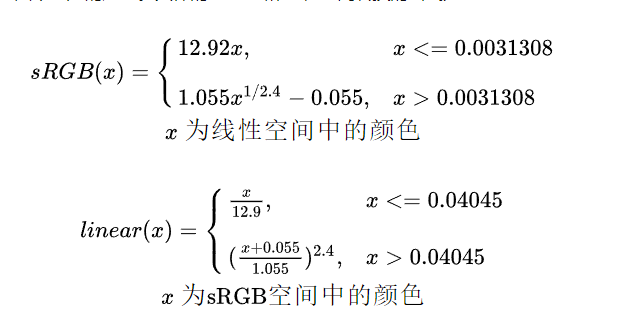 sRGB(x) = { 12.92x, x <= 0.0031308
1.055x^{1/2.4} − 0.055, x > 0.0031308
x 为线性空间中的颜色
linear(x) = { \frac{x}{12.9}, x <= 0.04045
(\frac{x+0.055}{1.055})^{2.4}, x > 0.04045
x 为sRGB空间中的颜色